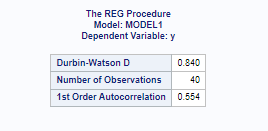 The REG Procedure
Model: MODEL1
Dependent Variable: y
Durbin-Watson D 0.840
Number of Observations 40
1st Order Autocorrelation 0.554